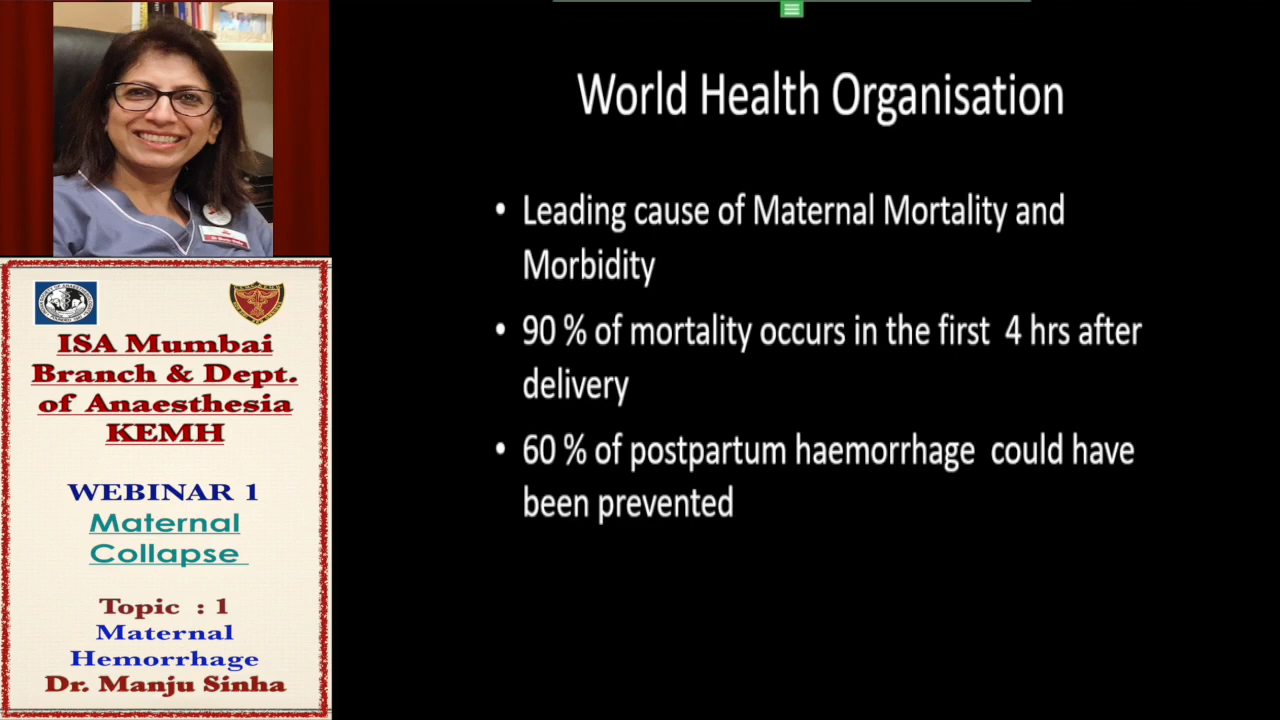 ISA Mumbai
Branch & Dept.
of Anaesthesia
KEMH
WEBINAR 1
Maternal
Collapse
Topic : 1
Maternal
Hemorrhage
Dr. Manju Sinha
World Health Organisation
• Leading cause of Maternal Mortality and
Morbidity
• 90 % of mortality occurs in the first 4 hrs after
delivery
• 60 % of postpartum haemorrhage could have
been prevented